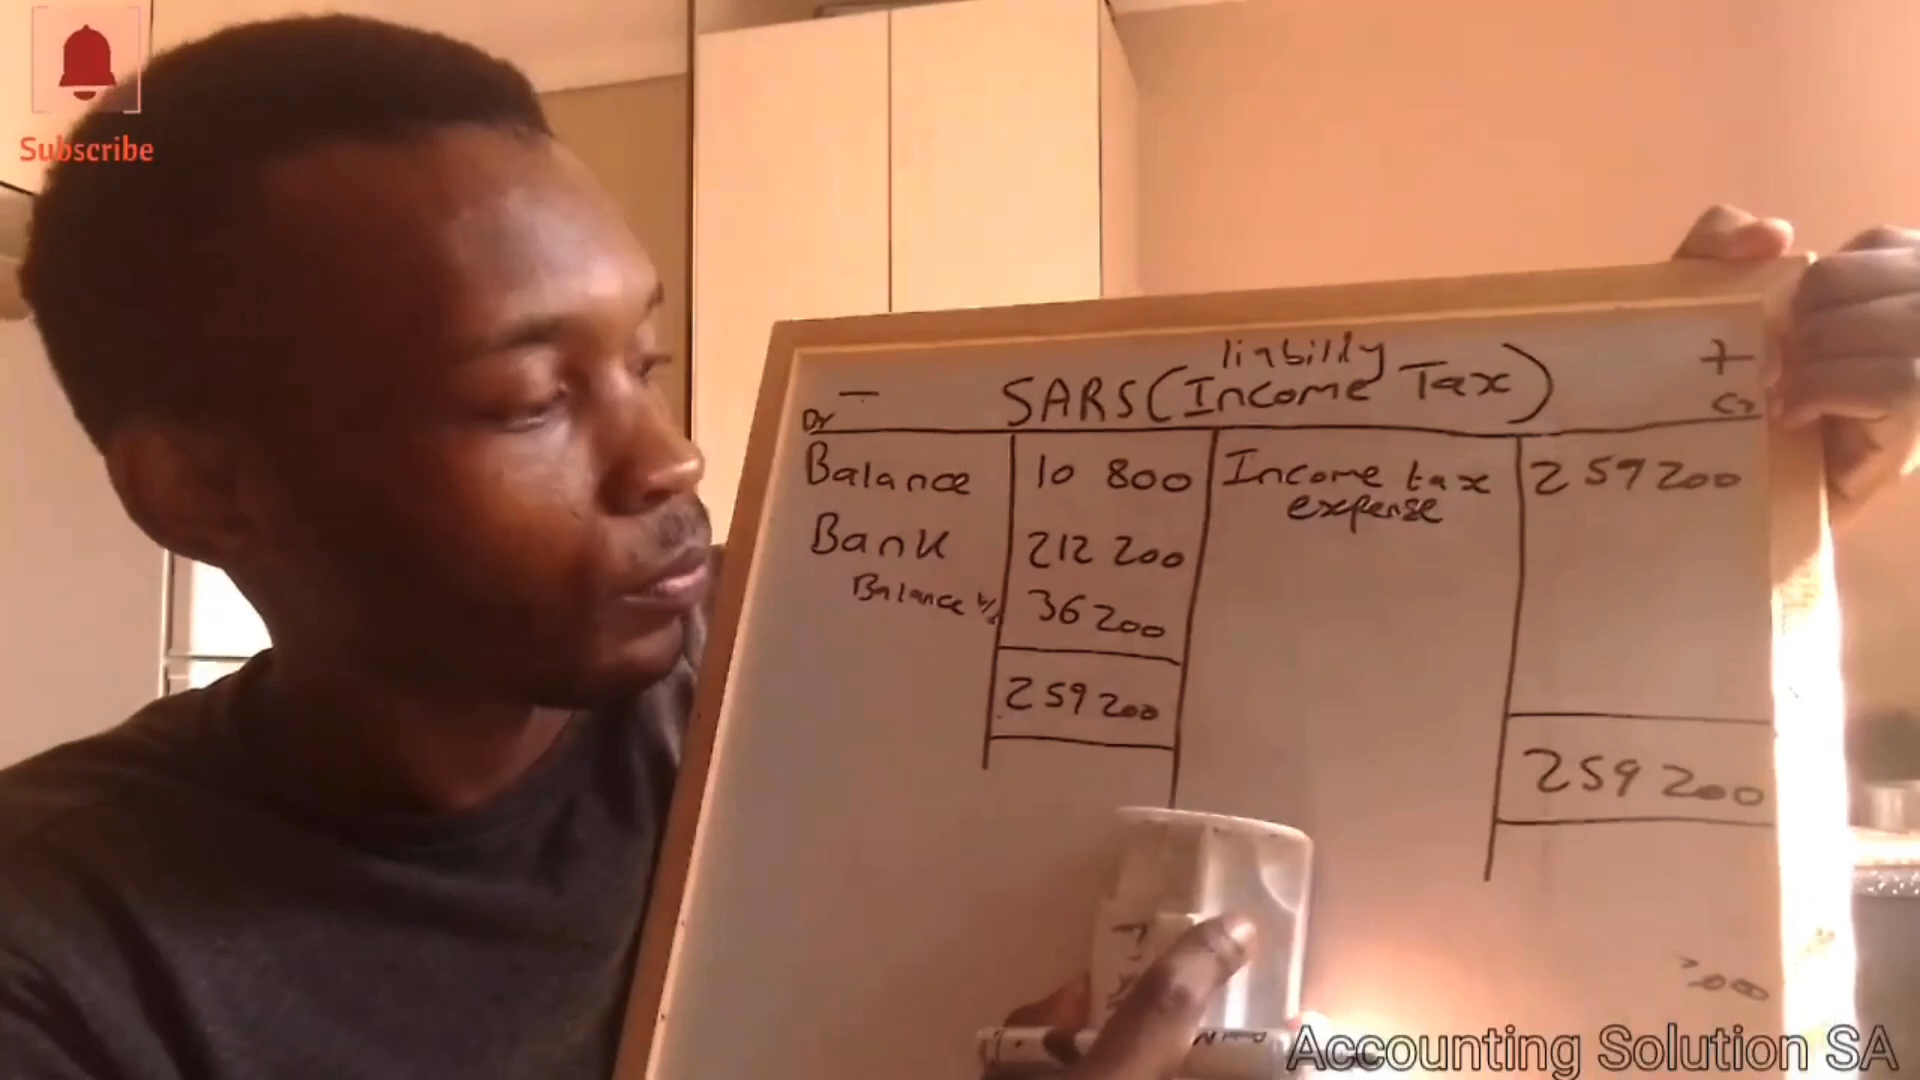 Subscribe
liability
- SARS (Income Tax) +
Dr Cr
Balance 10 800 Income tax 259 200
expense
Bank 212 200
Balance 36 200
259 200
259 200
Accounting Solution SA